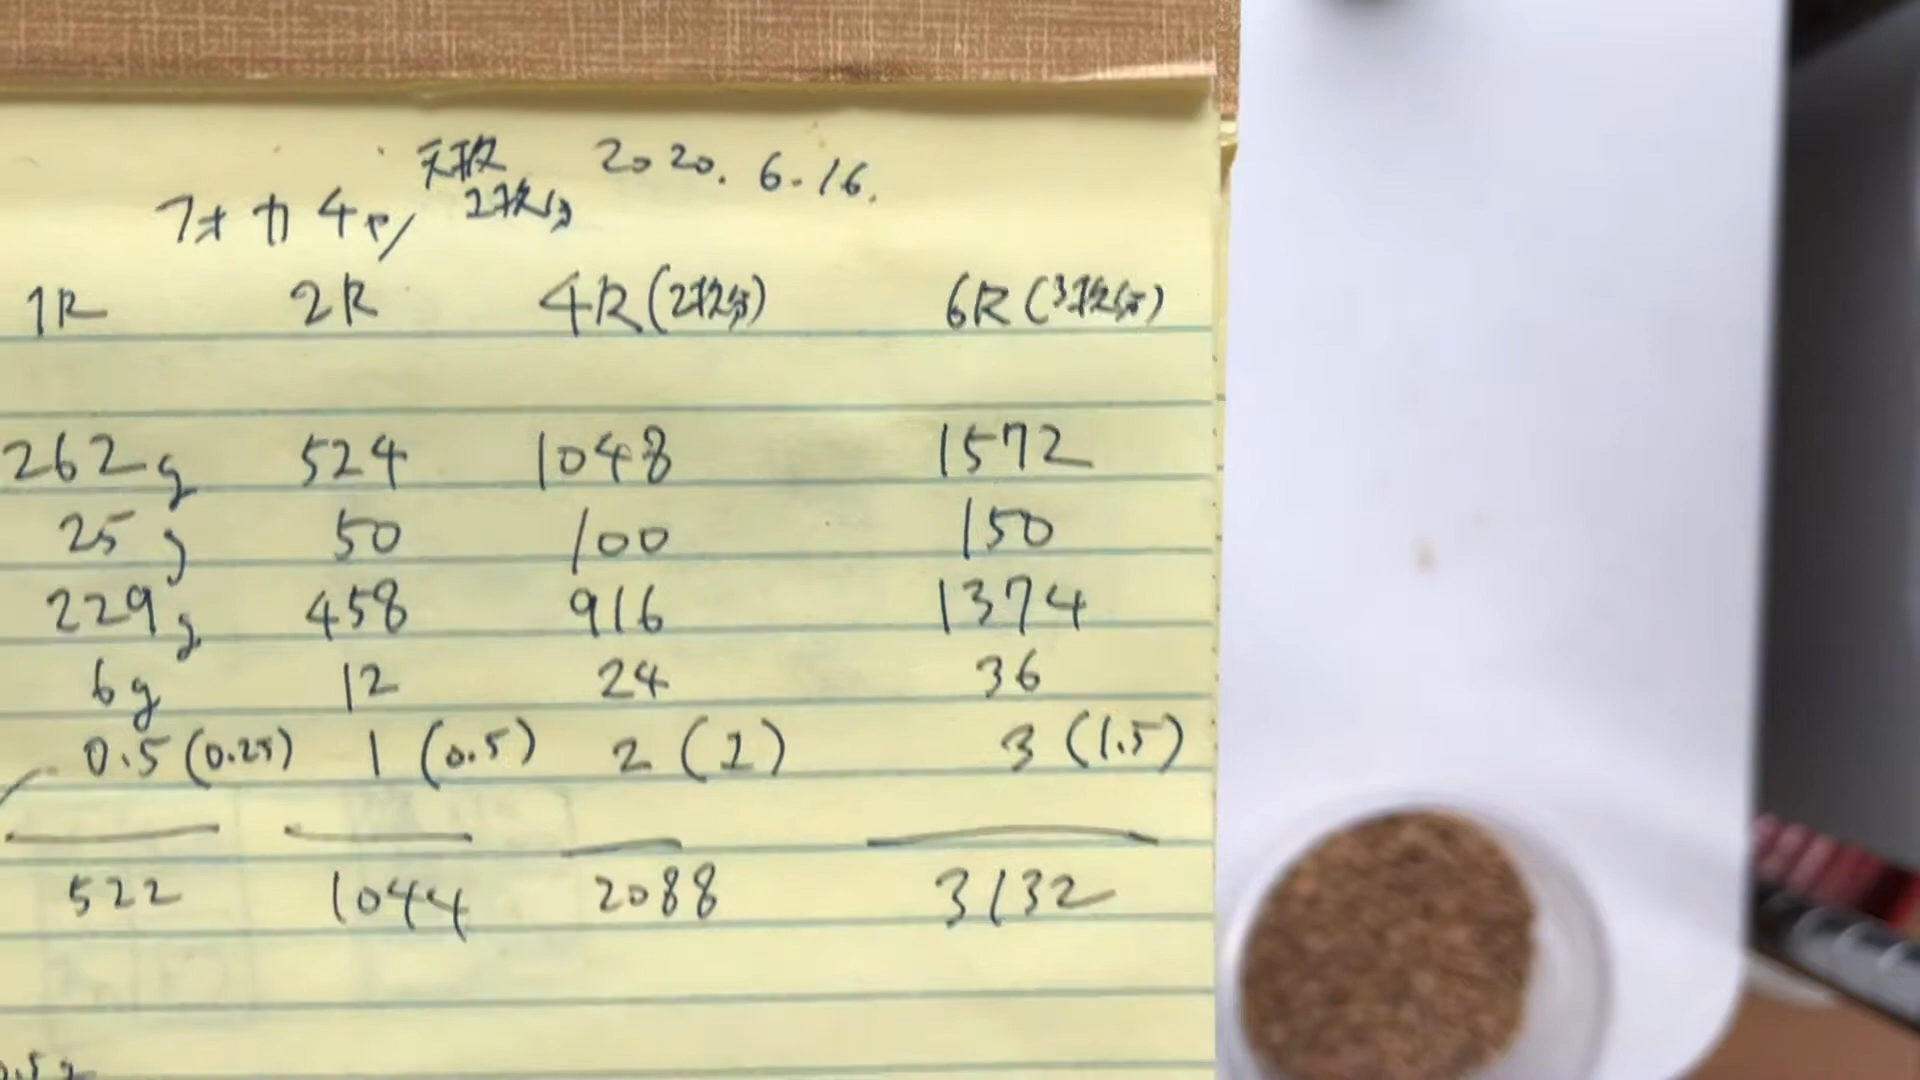 天板 2020.6.16.
フォカ4р/ 2枚分
1R 2R 4R(2枚分) 6R(3枚分)
262g 524 1048 1572
25g 50 100 150
229g 458 916 1374
6g 12 24 36
0.5(0.25) 1(0.5) 2(1) 3(1.5)
522 1044 2088 3132